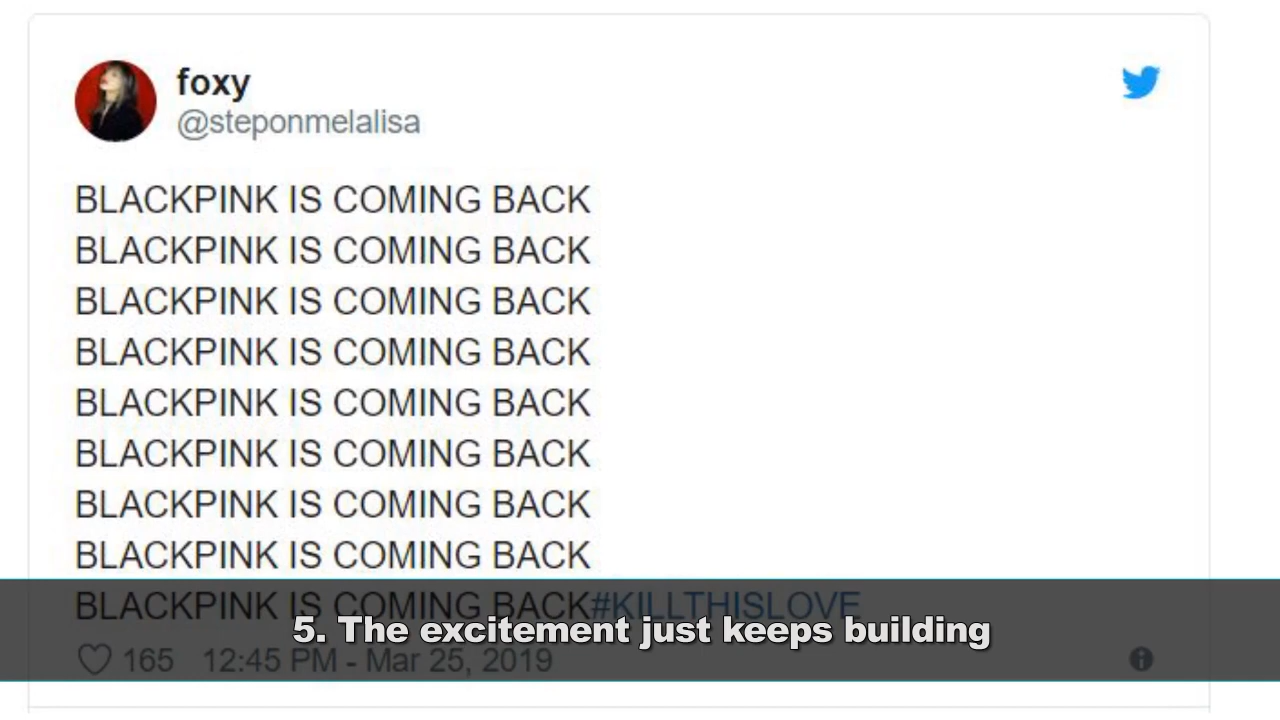 foxy
@steponmelalisa
BLACKPINK IS COMING BACK
BLACKPINK IS COMING BACK
BLACKPINK IS COMING BACK
BLACKPINK IS COMING BACK
BLACKPINK IS COMING BACK
BLACKPINK IS COMING BACK
BLACKPINK IS COMING BACK
BLACKPINK IS COMING BACK
BLACKPINK IS COMING BACK#KILLTHISLOVE
5. The excitement just keeps building
165 12:45 PM - Mar 25, 2019